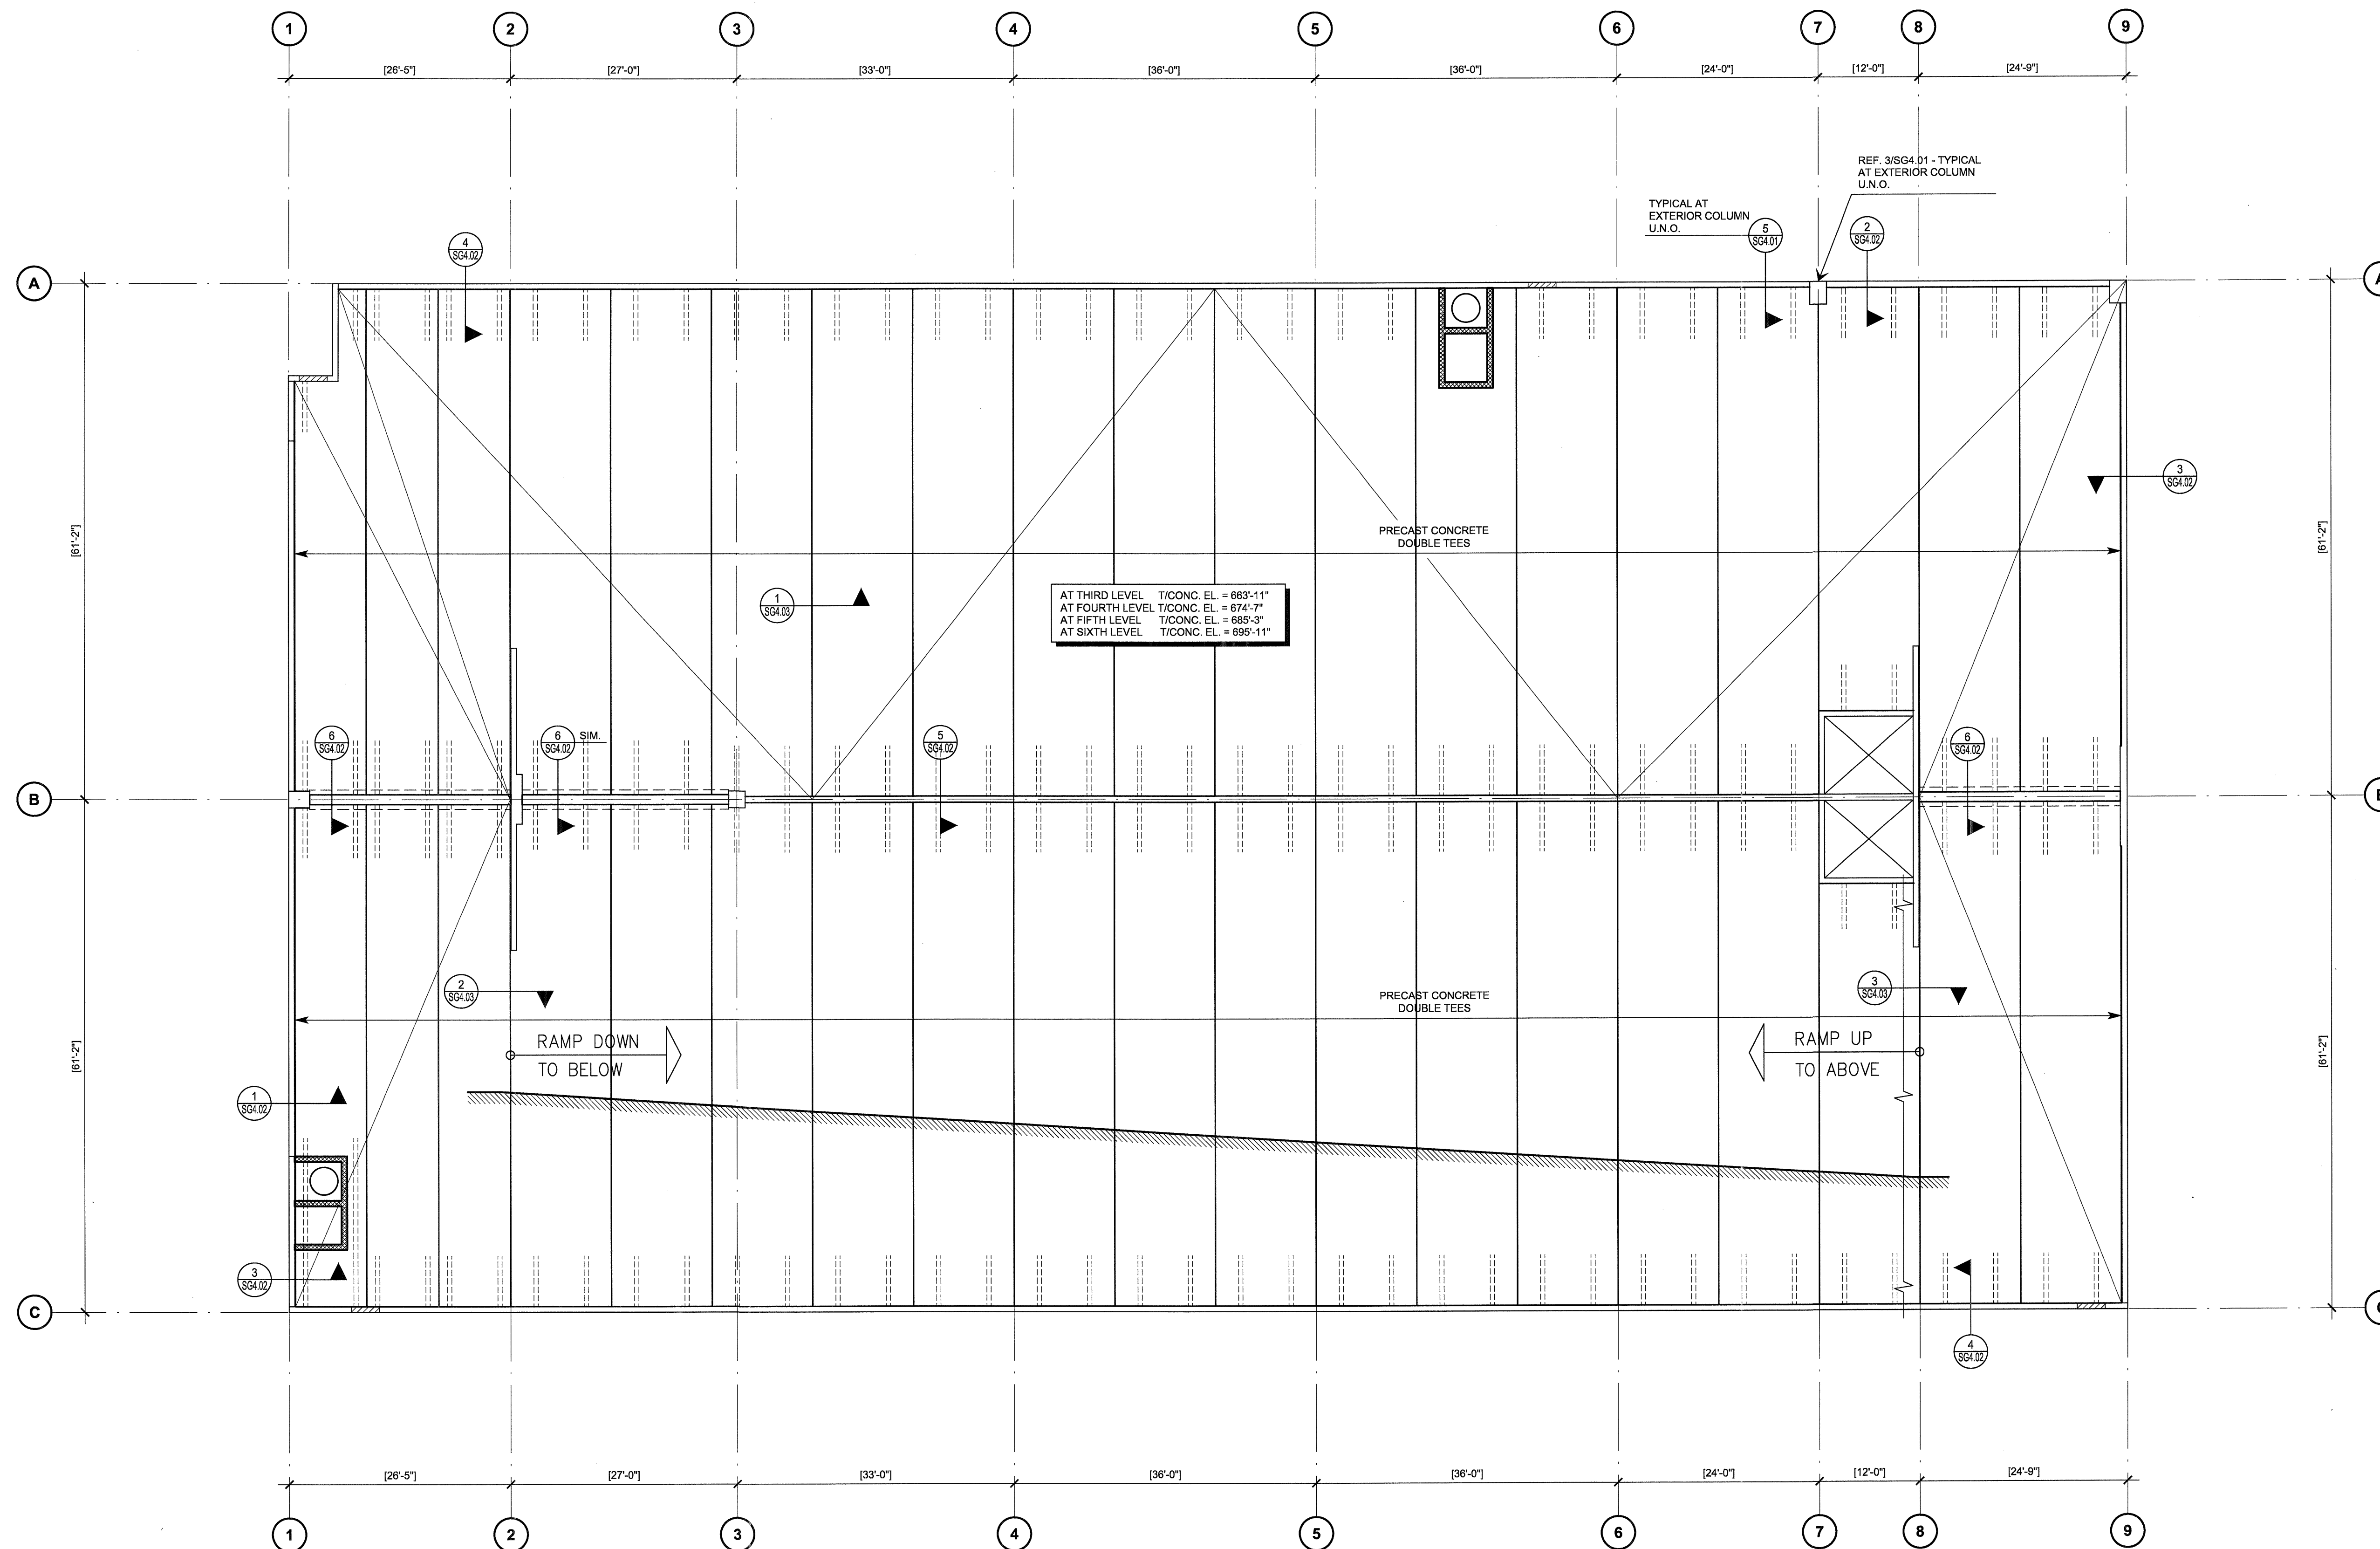 1 2 3 4 5 6 7 8 9
[26'-5"] [27'-0"] [33'-0"] [36'-0"] [36'-0"] [24'-0"] [12'-0"] [24'-9"]
REF. 3/SG4.01 - TYPICAL
AT EXTERIOR COLUMN
U.N.O.
TYPICAL AT
EXTERIOR COLUMN
U.N.O.
5
SG4.01
2
SG4.02
4
SG4.02
A
3
SG4.02
[61'-2"]
[61'-2"]
PRECAST CONCRETE
DOUBLE TEES
1
SG4.03
AT THIRD LEVEL T/CONC. EL. = 663'-11"
AT FOURTH LEVEL T/CONC. EL. = 674'-7"
AT FIFTH LEVEL T/CONC. EL. = 685'-3"
AT SIXTH LEVEL T/CONC. EL. = 695'-11"
6
SG4.02
6
SG4.02
SIM.
5
SG4.02
6
SG4.02
B
2
SG4.03
3
SG4.03
PRECAST CONCRETE
DOUBLE TEES
RAMP DOWN
TO BELOW
RAMP UP
TO ABOVE
[61'-2"]
[61'-2"]
1
SG4.02
3
SG4.02
C
4
SG4.02
[26'-5"] [27'-0"] [33'-0"] [36'-0"] [36'-0"] [24'-0"] [12'-0"] [24'-9"]
1 2 3 4 5 6 7 8 9